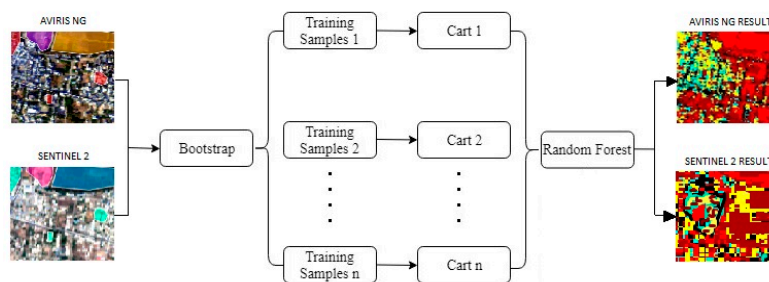 AVIRIS NG
SENTINEL 2
Bootstrap
Training
Samples 1
Cart 1
Training
Samples 2
Cart 2
Training
Samples n
Cart n
Random Forest
AVIRIS NG RESULT
SENTINEL 2 RESULT